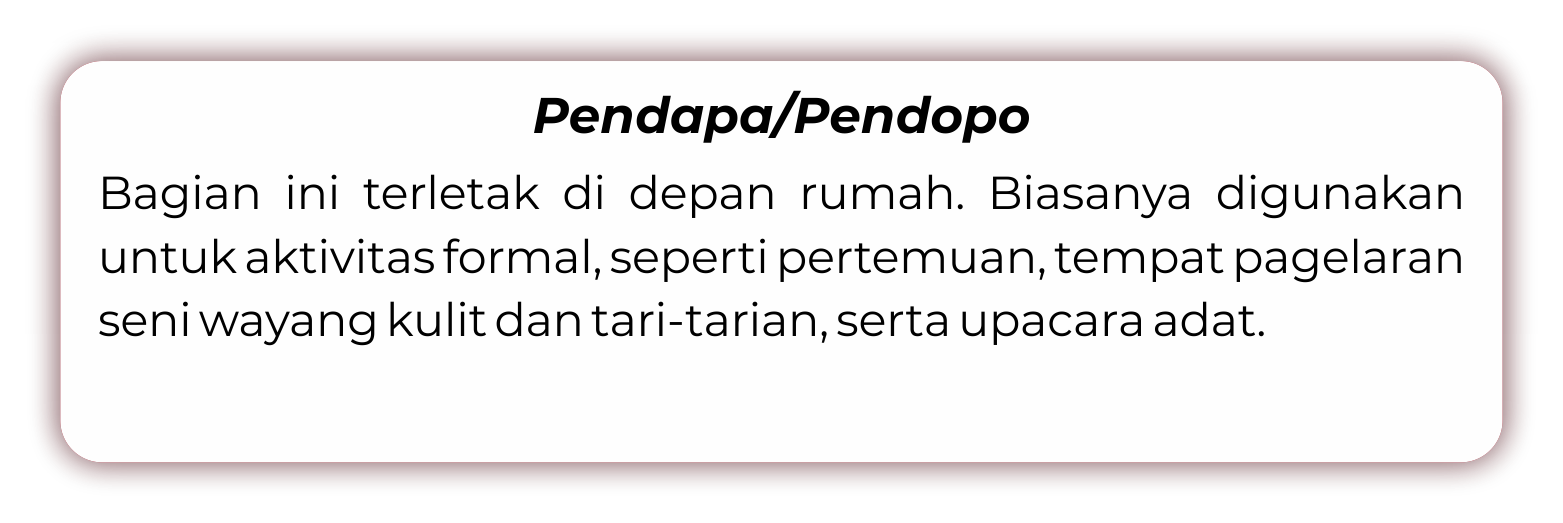 Pendapa/Pendopo
Bagian ini terletak di depan rumah. Biasanya digunakan
untuk aktivitas formal, seperti pertemuan, tempat pagelaran
seni wayang kulit dan tari-tarian, serta upacara adat.